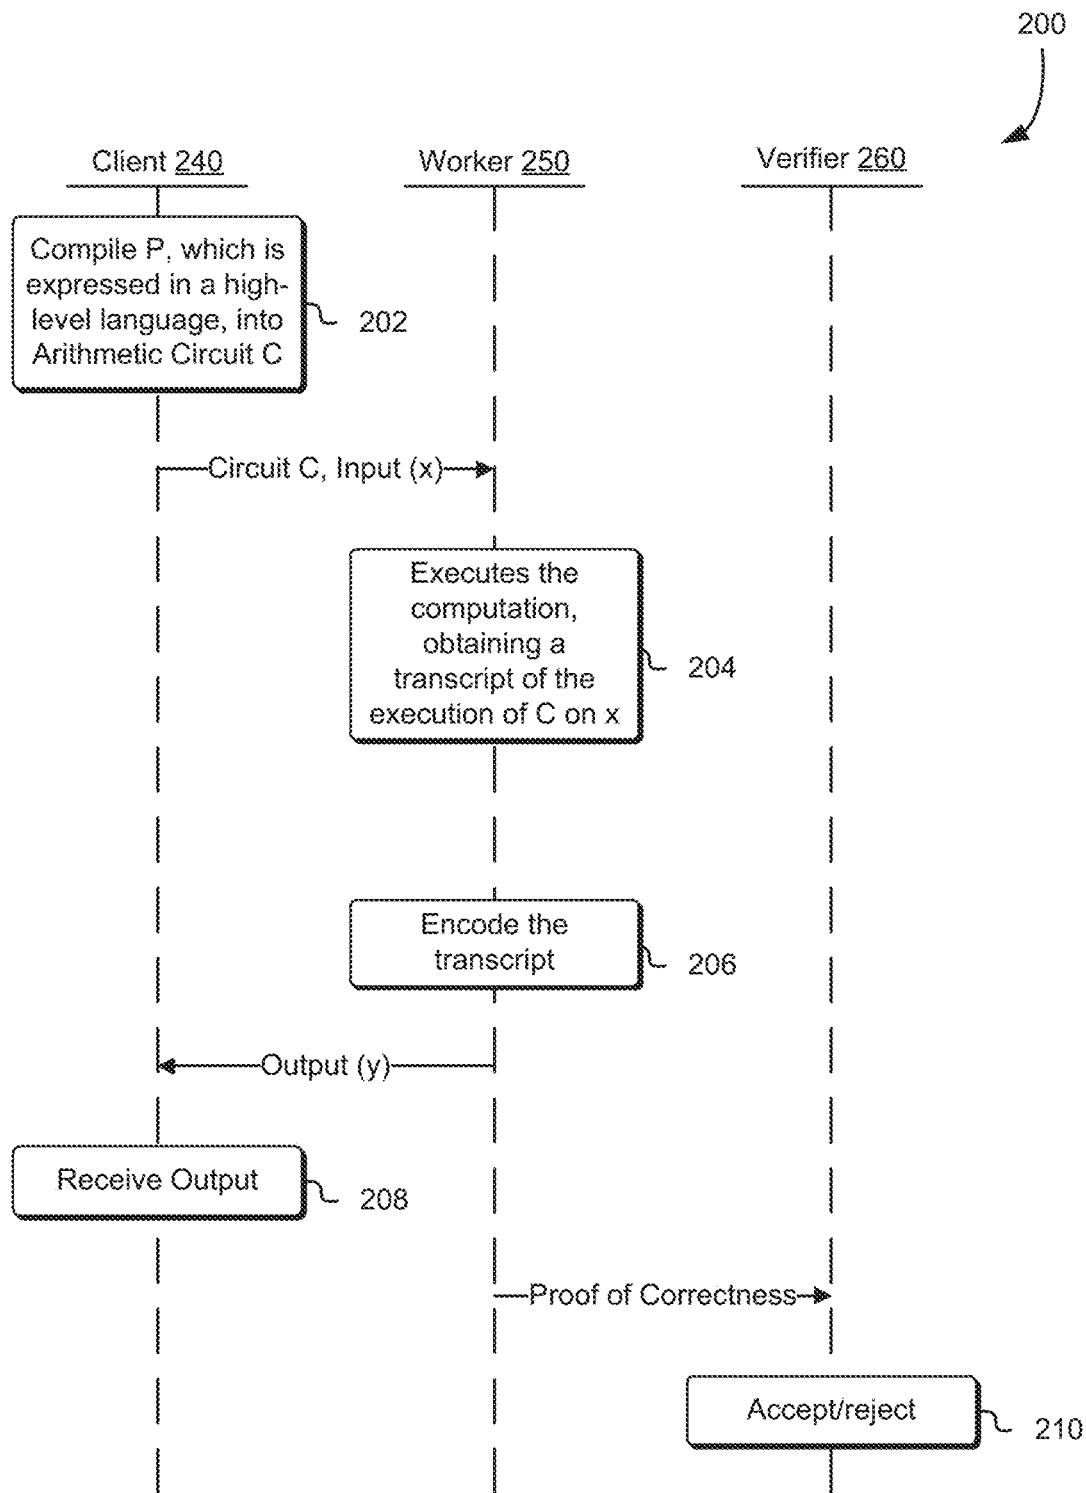 200
Client 240
Worker 250
Verifier 260
Compile P, which is
expressed in a high-
level language, into
Arithmetic Circuit C
202
Circuit C, Input (x)
Executes the
computation,
obtaining a
transcript of the
execution of C on x
204
Encode the
transcript
206
Output (y)
Receive Output
208
Proof of Correctness
Accept/reject
210